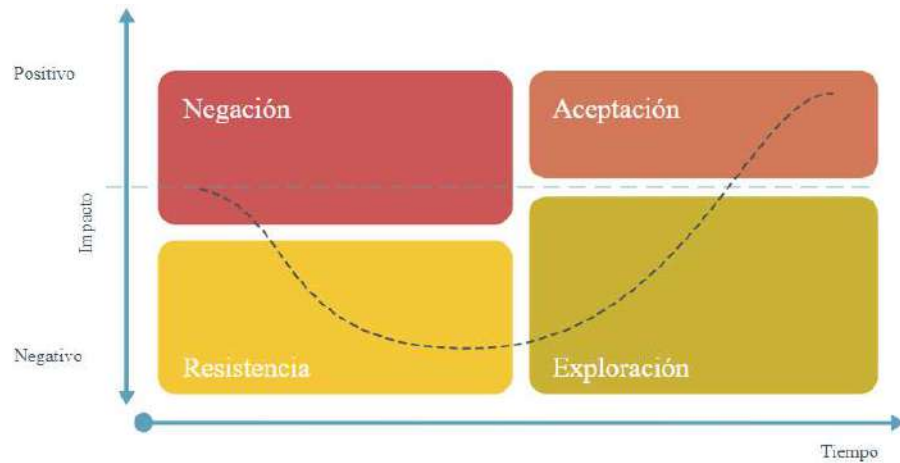 Positivo
Negación
Aceptación
Impacto
Negativo
Resistencia
Exploración
Tiempo